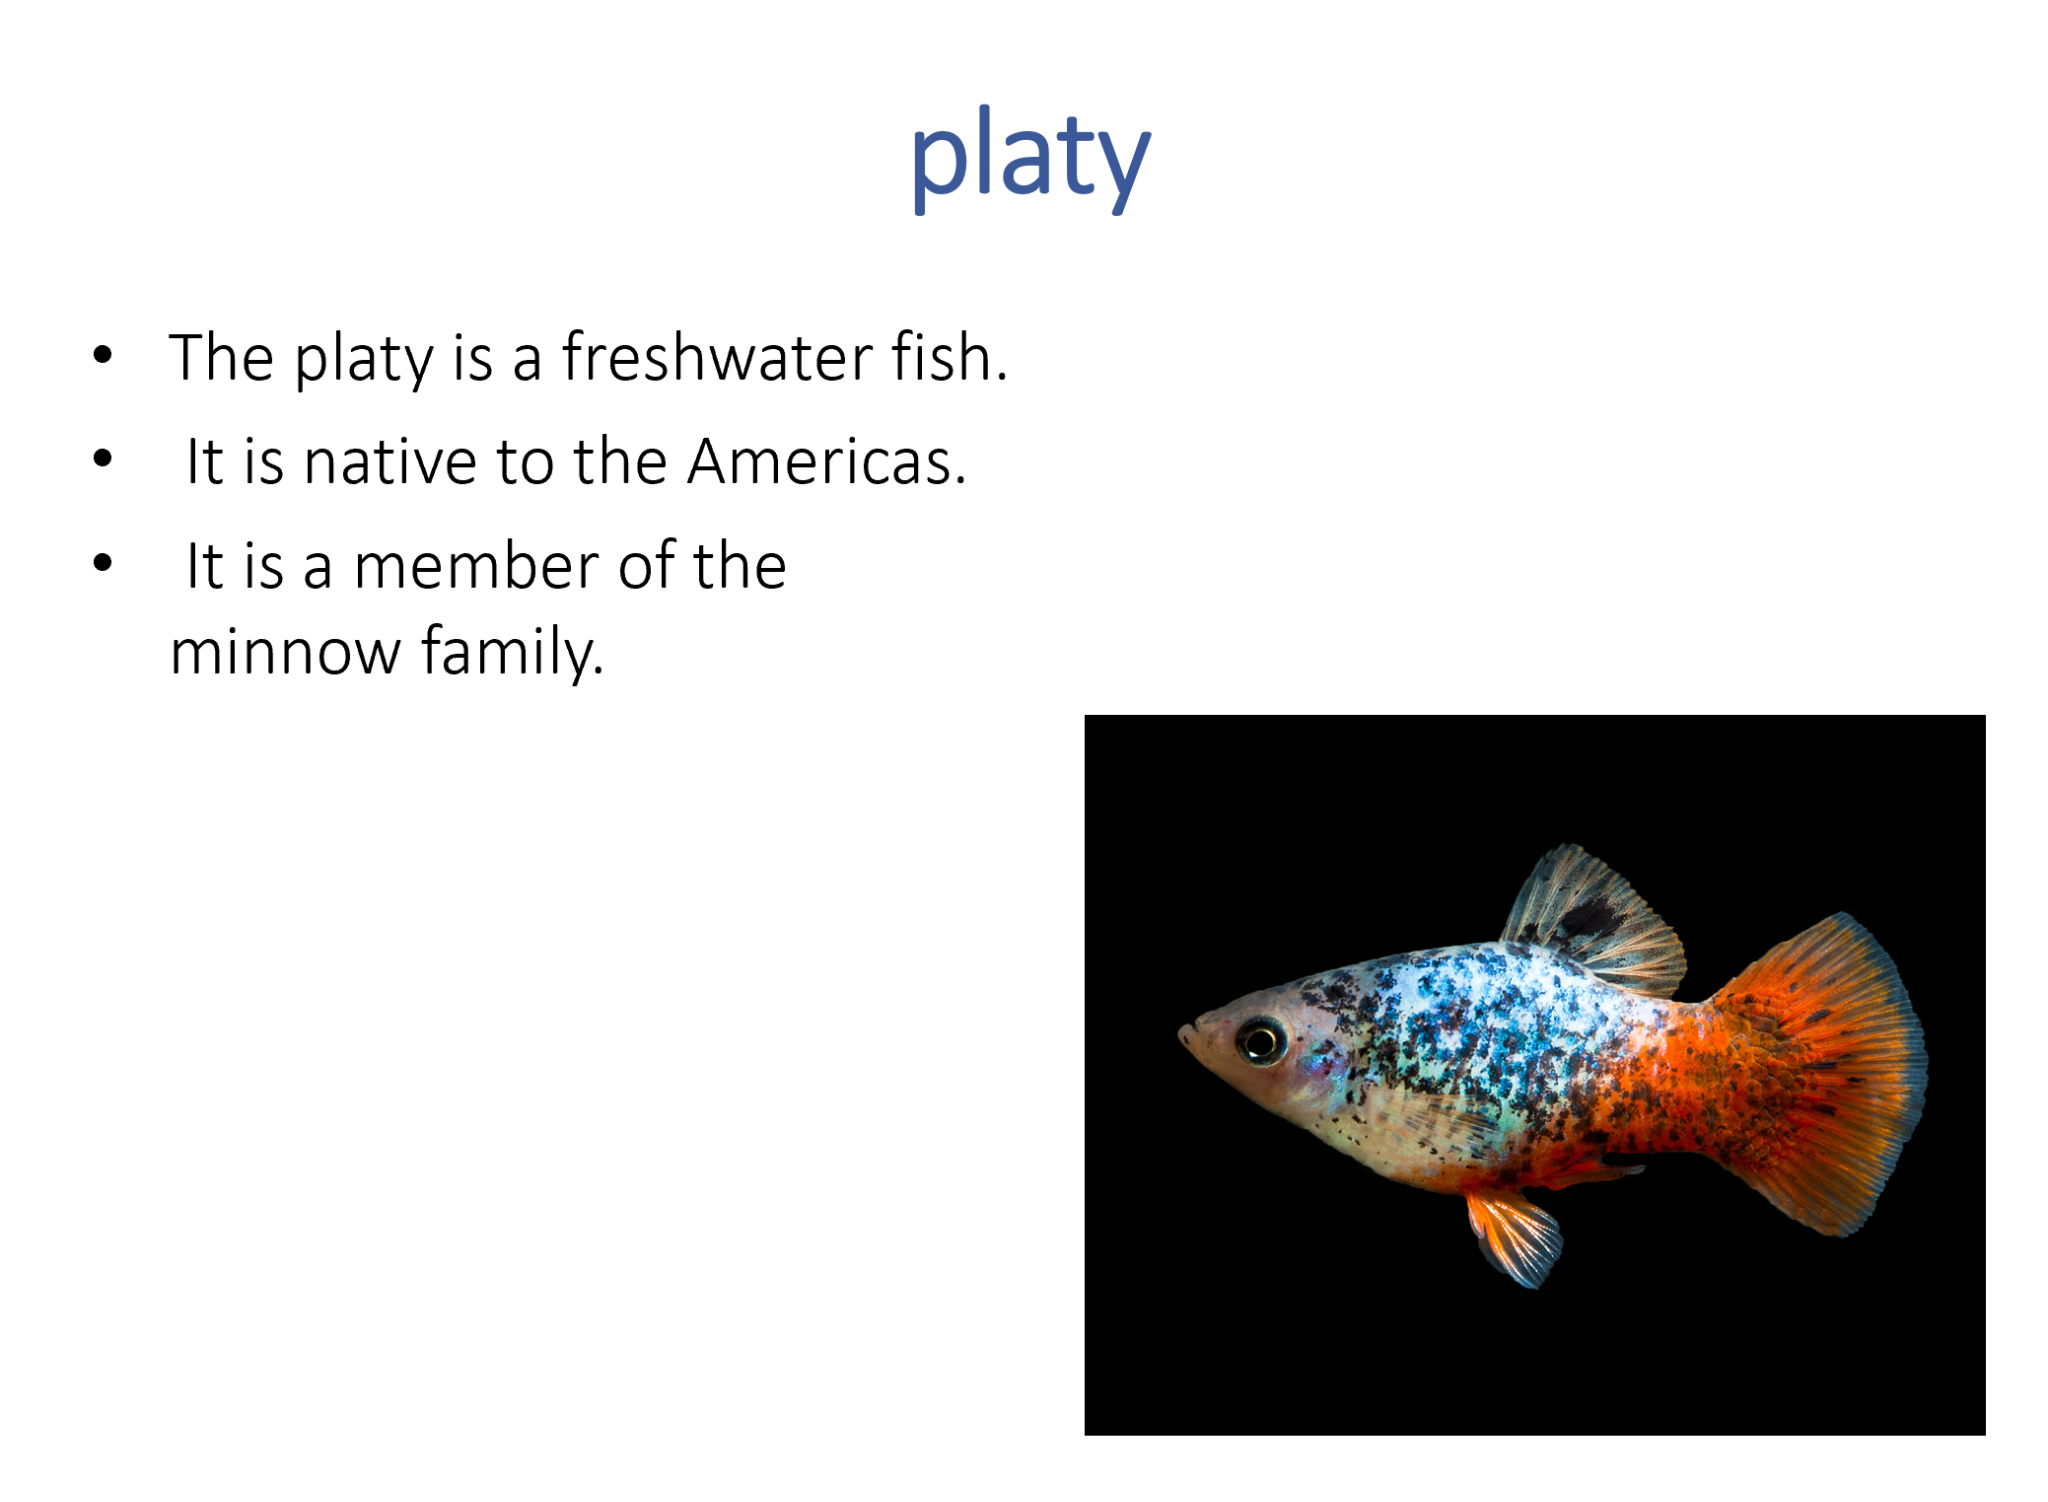 platy
• The platy is a freshwater fish.
• It is native to the Americas.
• It is a member of the
minnow family.